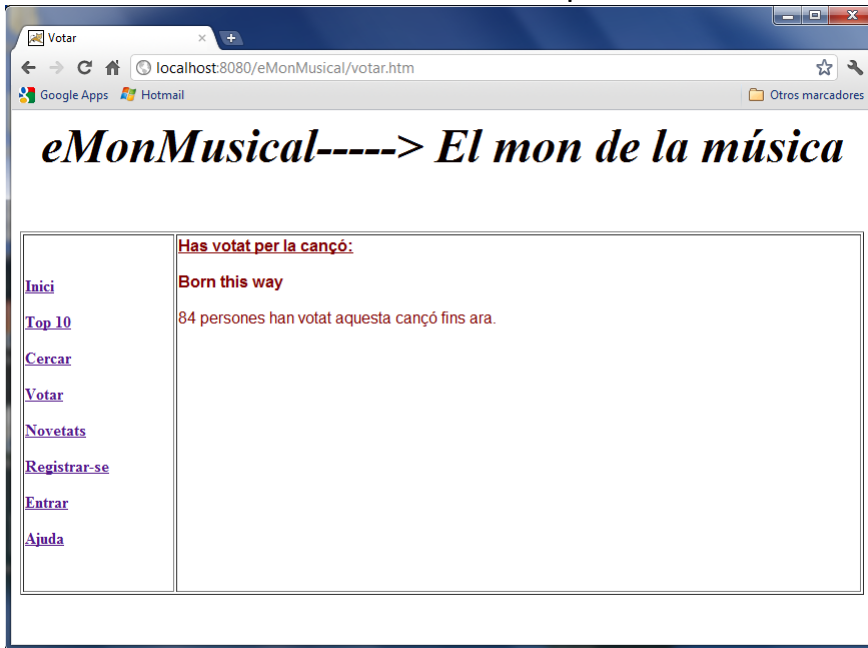 Votar
localhost:8080/eMonMusical/votar.htm
Google Apps Hotmail Otros marcadores
eMonMusical-----> El mon de la música
Inici
Top 10
Cercar
Votar
Novetats
Registrar-se
Entrar
Ajuda
Has votat per la cançó:
Born this way
84 persones han votat aquesta cançó fins ara.